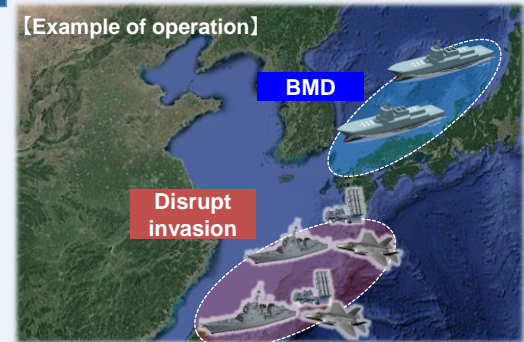 【Example of operation】
BMD
Disrupt
invasion